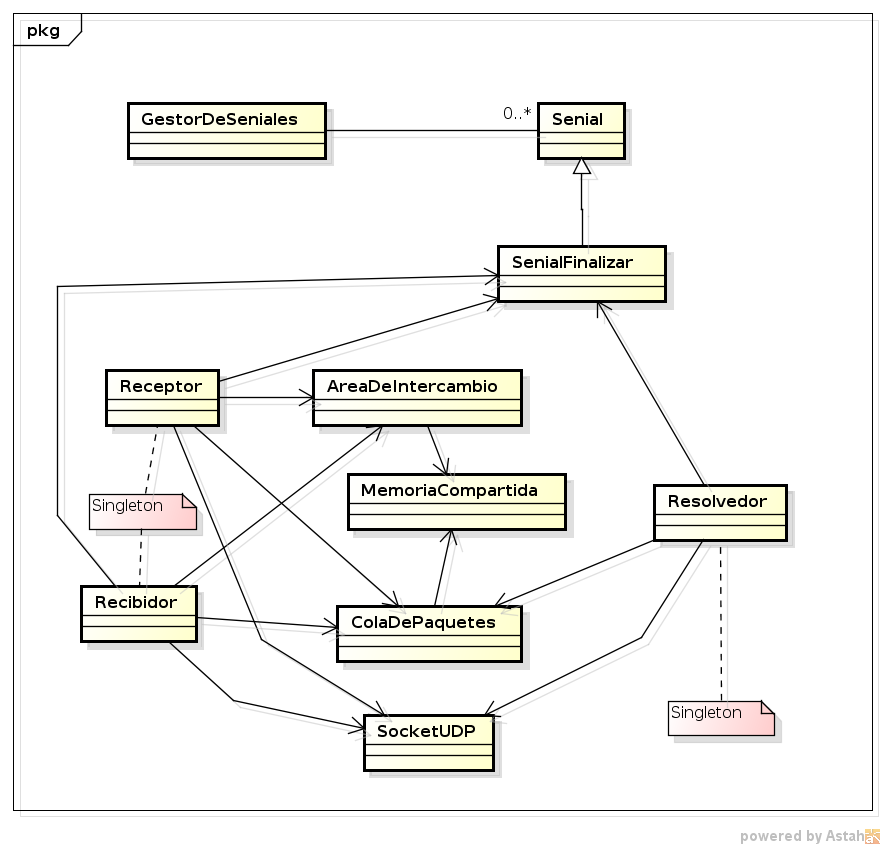 pkg
GestorDeSeniales
0..*
Senial
SenialFinalizar
Receptor
AreaDeIntercambio
MemoriaCompartida
Resolvedor
Singleton
Recibidor
ColaDePaquetes
Singleton
SocketUDP
powered by Astah